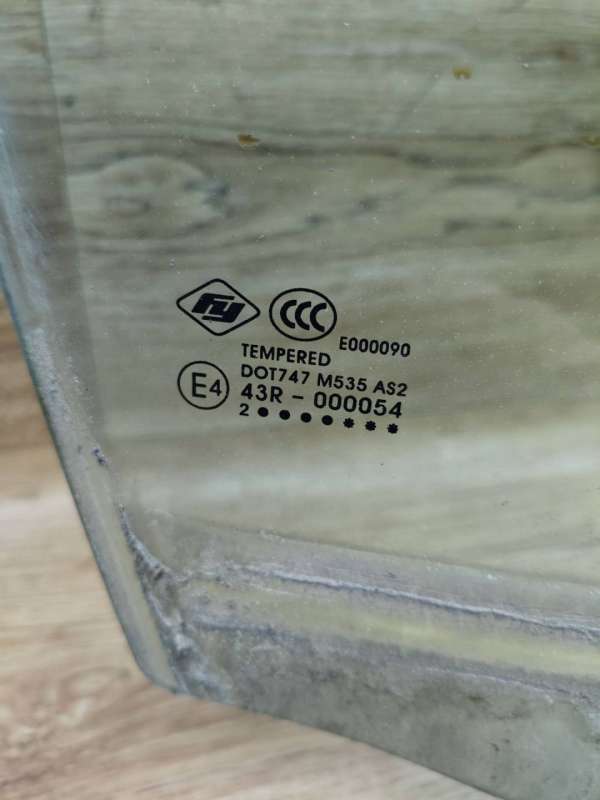 FY CCC E000090
TEMPERED
DOT747 M535 AS2
E4 43R - 000054
2 ● ● ● ● ✱ ✱ ✱